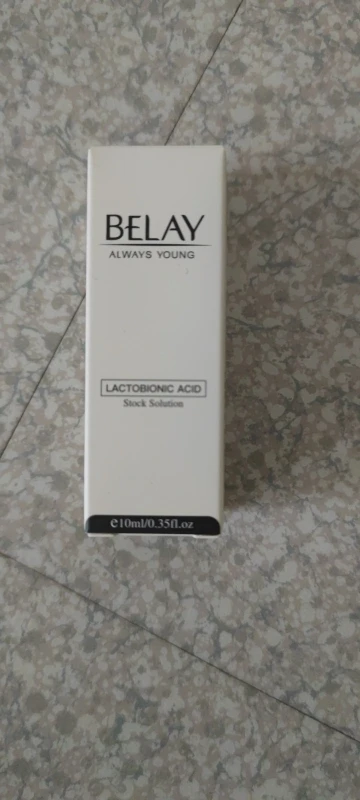 BELAY
ALWAYS YOUNG
LACTOBIONIC ACID
Stock Solution
℮10ml/0.35fl.oz